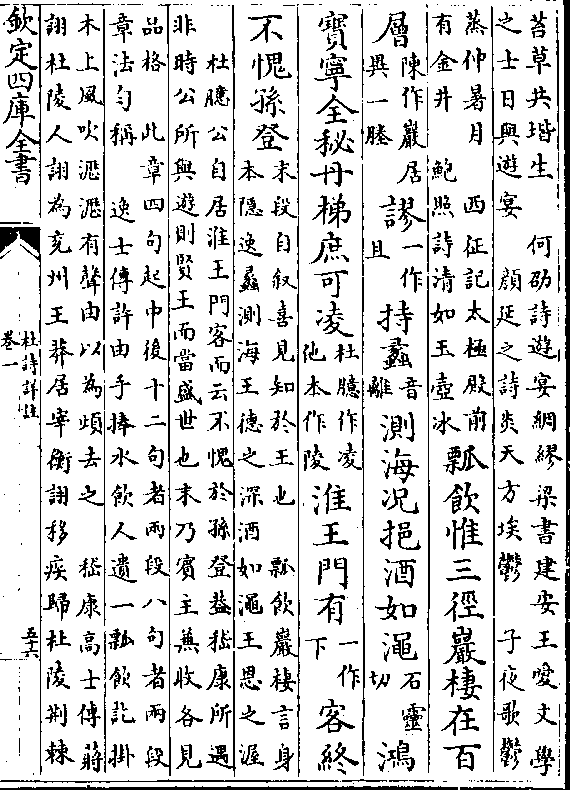 苔草共堦生　何劭詩遊宴綢繆梁書建安王愛文學
之士日與遊宴　顔延之詩炎天方埃鬱　子夜歌鬱
蒸仲暑月　西征記太極殿前
有金井　鮑照詩清如玉壺冰
瓢飲惟三徑巖棲在百
層陳作巖居異一塍謬一作且持蠡音離測海況挹酒如澠石靈切鴻
寳寧全秘丹梯庶可凌杜臆作凌他本作陵淮王門有一作下客終
不愧孫登
末段自叙喜見知於王也　瓢飲巖棲言身
本隠逸蠡測海王徳之深酒如澠王恩之渥
杜臆公自居淮王門客而云不愧於孫登葢嵇康所遇
非時公所與遊則賢王而當盛世也末乃賔主兼收各見
品格　此章四句起中後十二句者兩段八句者兩段
章法勻稱　逸士傳許由手捧水飲人遺一瓢飲訖掛
木上風吹瀝瀝有聲由以為煩去之　嵇康高士傳蔣
詡杜陵人詡為兖州王莽居宰衡詡移疾歸杜陵荆棘
欽定四庫全書
杜詩詳註
卷一
五十六